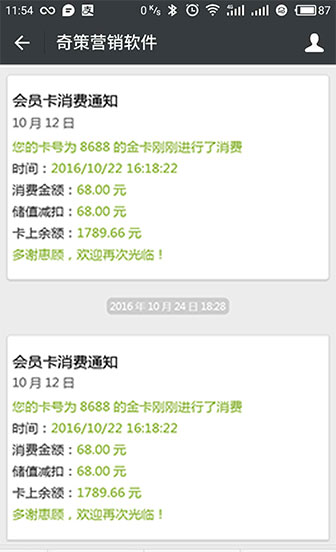 11:54 0 K/s 4G 87
奇策营销软件
会员卡消费通知
10 月 12 日
您的卡号为 8688 的金卡刚刚进行了消费
时间：2016/10/22 16:18:22
消费金额：68.00 元
储值减扣：68.00 元
卡上余额：1789.66 元
多谢惠顾，欢迎再次光临！
2016 年 10 月 24 日 18:28
会员卡消费通知
10 月 12 日
您的卡号为 8688 的金卡刚刚进行了消费
时间：2016/10/22 16:18:22
消费金额：68.00 元
储值减扣：68.00 元
卡上余额：1789.66 元
多谢惠顾，欢迎再次光临！